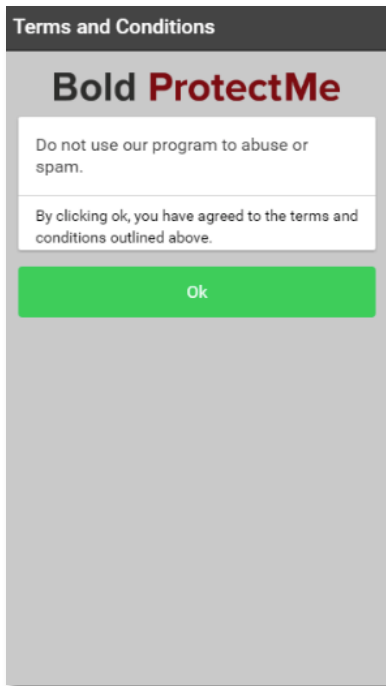 Terms and Conditions
Bold ProtectMe
Do not use our program to abuse or
spam.
By clicking ok, you have agreed to the terms and
conditions outlined above.
Ok